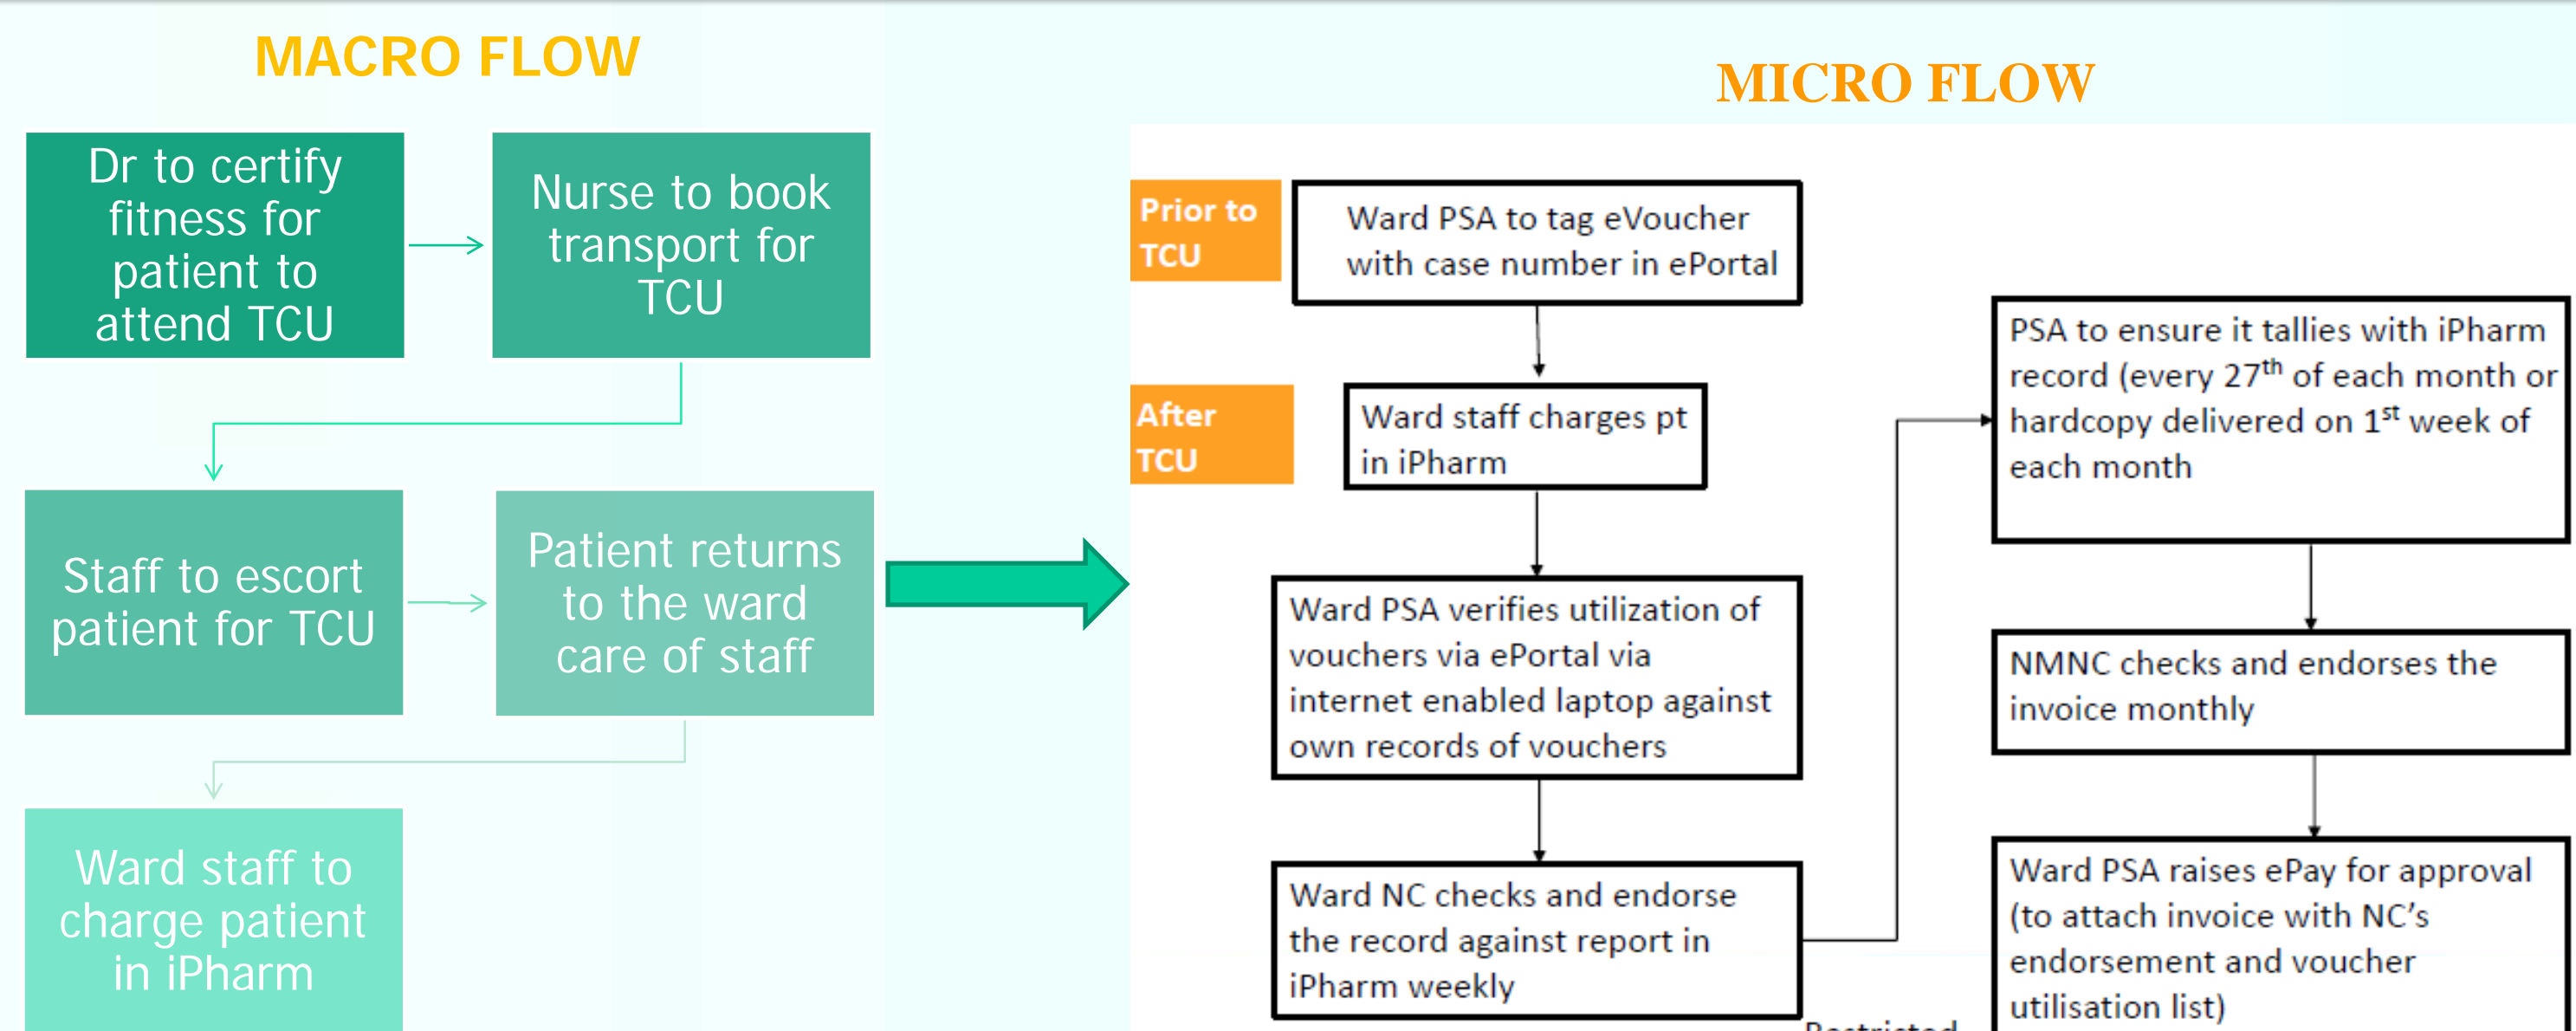 MACRO FLOW
Dr to certify
fitness for
patient to
attend TCU
Nurse to book
transport for
TCU
Staff to escort
patient for TCU
Patient returns
to the ward
care of staff
Ward staff to
charge patient
in iPharm
MICRO FLOW
Prior to
TCU
Ward PSA to tag eVoucher
with case number in ePortal
After
TCU
Ward staff charges pt
in iPharm
Ward PSA verifies utilization of
vouchers via ePortal via
internet enabled laptop against
own records of vouchers
Ward NC checks and endorse
the record against report in
iPharm weekly
PSA to ensure it tallies with iPharm
record (every 27th of each month or
hardcopy delivered on 1st week of
each month
NMNC checks and endorses the
invoice monthly
Ward PSA raises ePay for approval
(to attach invoice with NC’s
endorsement and voucher
utilisation list)
Restricted